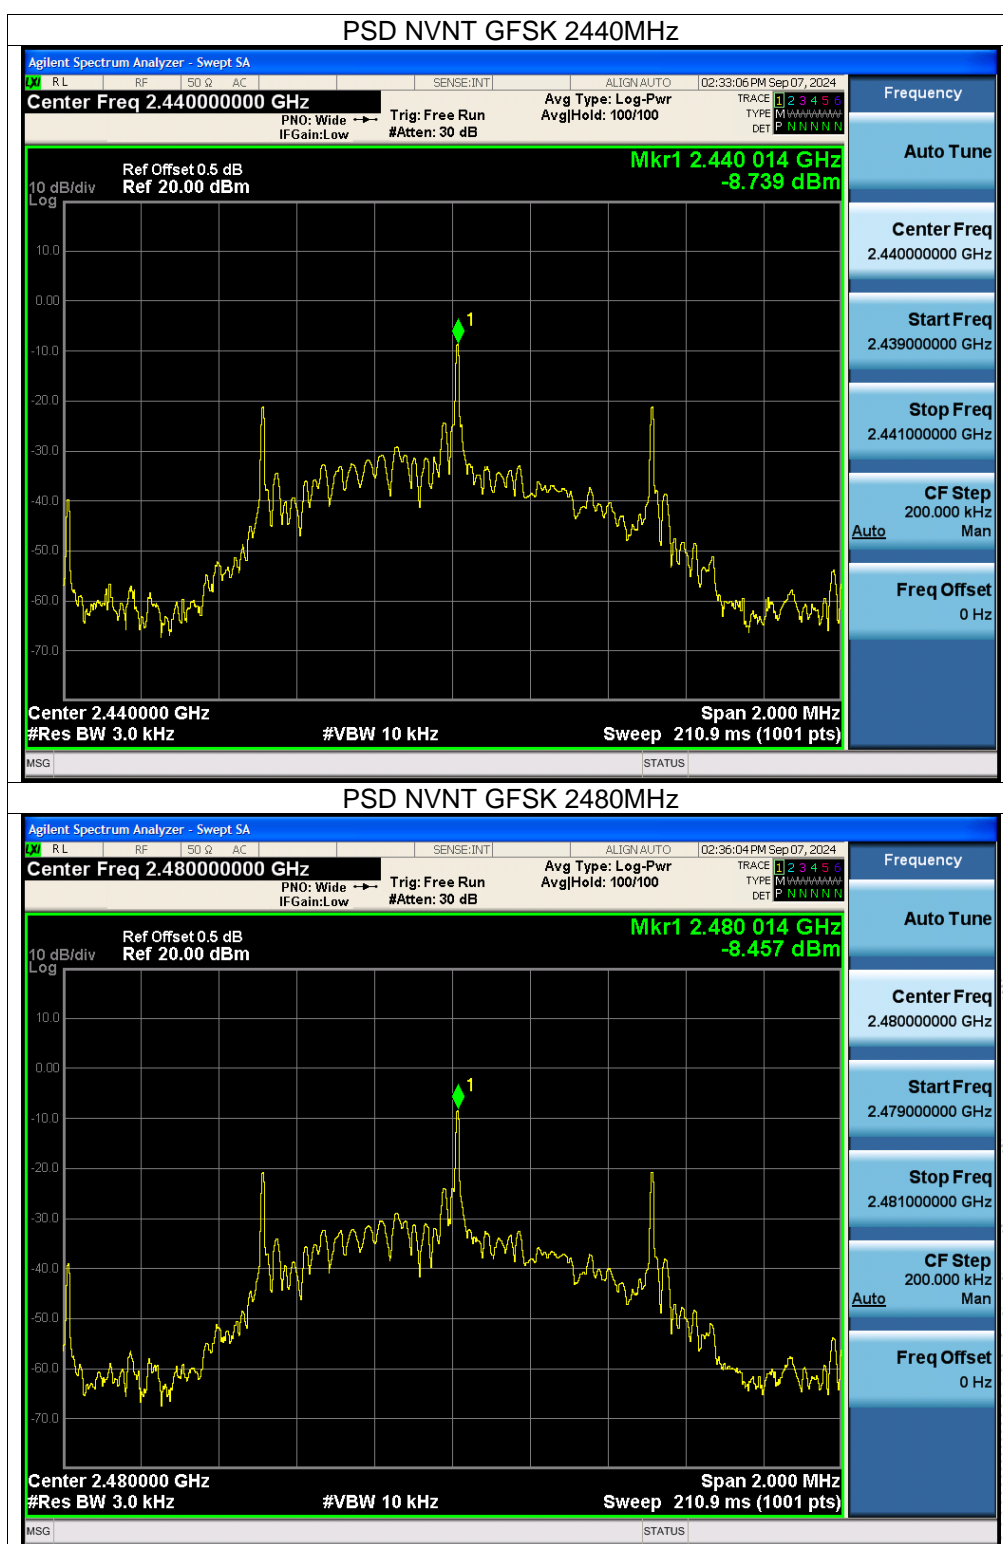 PSD NVNT GFSK 2440MHz
Agilent Spectrum Analyzer - Swept SA
LXI RL RF 50 Ω AC SENSE:INT ALIGN AUTO 02:33:06 PM Sep 07, 2024
Center Freq 2.440000000 GHz
PNO: Wide
IFGain:Low
Trig: Free Run
#Atten: 30 dB
Avg Type: Log-Pwr
Avg|Hold: 100/100
TRACE 1 2 3 4 5 6
TYPE MWWWWW
DET P N N N N N
Frequency
Auto Tune
Center Freq
2.440000000 GHz
Start Freq
2.439000000 GHz
Stop Freq
2.441000000 GHz
CF Step
200.000 kHz
Auto Man
Freq Offset
0 Hz
Mkr1 2.440 014 GHz
-8.739 dBm
Ref Offset 0.5 dB
10 dB/div Ref 20.00 dBm
Log
10.0
0.00
1
-10.0
-20.0
-30.0
-40.0
-50.0
-60.0
-70.0
Center 2.440000 GHz Span 2.000 MHz
#Res BW 3.0 kHz #VBW 10 kHz Sweep 210.9 ms (1001 pts)
MSG STATUS
PSD NVNT GFSK 2480MHz
Agilent Spectrum Analyzer - Swept SA
LXI RL RF 50 Ω AC SENSE:INT ALIGN AUTO 02:36:04 PM Sep 07, 2024
Center Freq 2.480000000 GHz
PNO: Wide
IFGain:Low
Trig: Free Run
#Atten: 30 dB
Avg Type: Log-Pwr
Avg|Hold: 100/100
TRACE 1 2 3 4 5 6
TYPE MWWWWW
DET P N N N N N
Frequency
Auto Tune
Center Freq
2.480000000 GHz
Start Freq
2.479000000 GHz
Stop Freq
2.481000000 GHz
CF Step
200.000 kHz
Auto Man
Freq Offset
0 Hz
Mkr1 2.480 014 GHz
-8.457 dBm
Ref Offset 0.5 dB
10 dB/div Ref 20.00 dBm
Log
10.0
0.00
1
-10.0
-20.0
-30.0
-40.0
-50.0
-60.0
-70.0
Center 2.480000 GHz Span 2.000 MHz
#Res BW 3.0 kHz #VBW 10 kHz Sweep 210.9 ms (1001 pts)
MSG STATUS